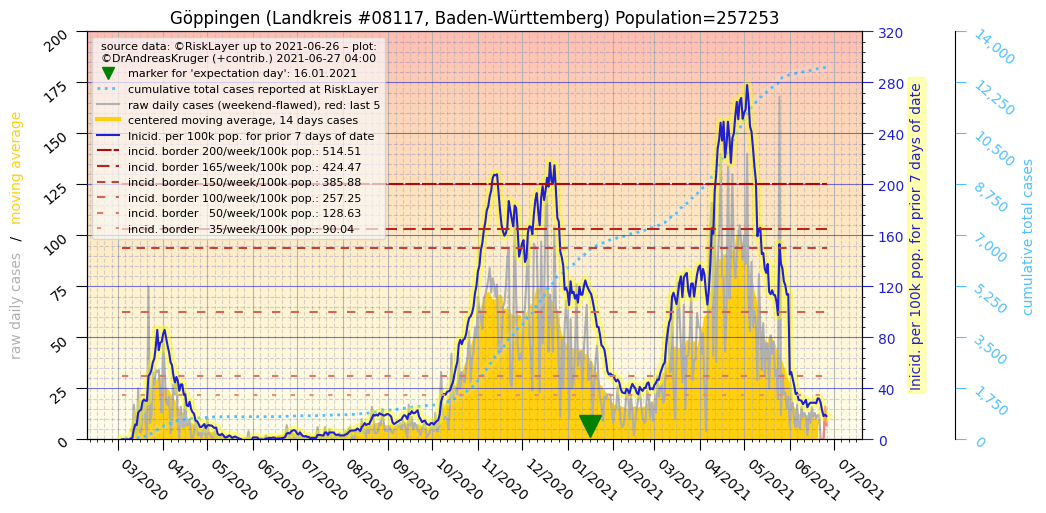 Göppingen (Landkreis #08117, Baden-Württemberg) Population=257253
source data: ©RiskLayer up to 2021-06-26 – plot:
©DrAndreasKruger (+contrib.) 2021-06-27 04:00
marker for 'expectation day': 16.01.2021
cumulative total cases reported at RiskLayer
raw daily cases (weekend-flawed), red: last 5
centered moving average, 14 days cases
Inicid. per 100k pop. for prior 7 days of date
incid. border 200/week/100k pop.: 514.51
incid. border 165/week/100k pop.: 424.47
incid. border 150/week/100k pop.: 385.88
incid. border 100/week/100k pop.: 257.25
incid. border   50/week/100k pop.: 128.63
incid. border   35/week/100k pop.: 90.04
raw daily cases / moving average
200
175
150
125
100
75
50
25
0
320
280
240
200
160
120
80
40
0
Inicid. per 100k pop. for prior 7 days of date
14,000
12,250
10,500
8,750
7,000
5,250
3,500
1,750
0
cumulative total cases
03/2020
04/2020
05/2020
06/2020
07/2020
08/2020
09/2020
10/2020
11/2020
12/2020
01/2021
02/2021
03/2021
04/2021
05/2021
06/2021
07/2021